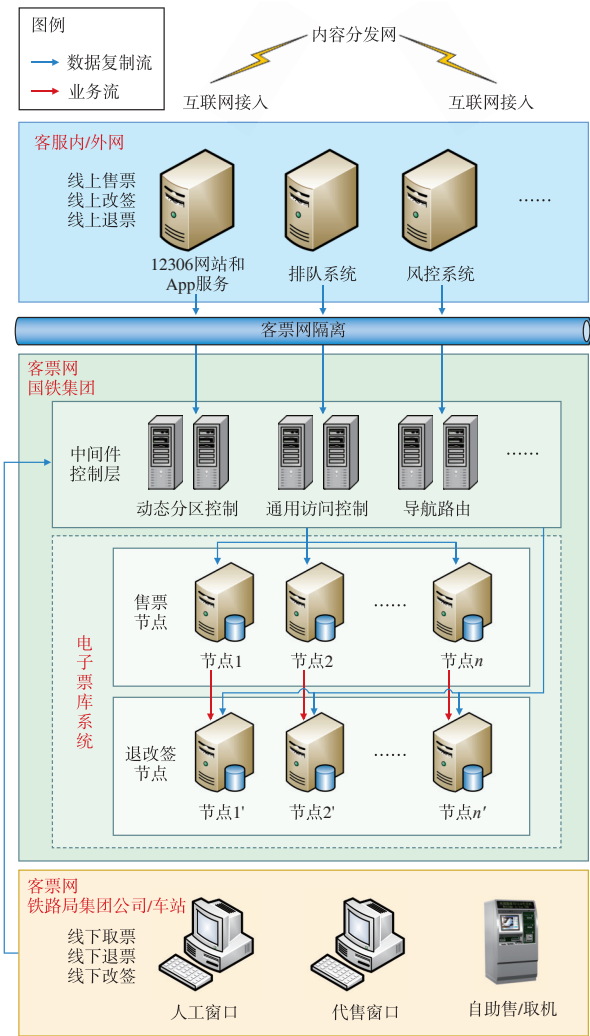 图例
数据复制流
业务流
内容分发网
互联网接入
互联网接入
客服内/外网
线上售票
线上改签
线上退票
12306网站和
App服务
排队系统
风控系统
……
客票网隔离
客票网
国铁集团
中间件
控制层
动态分区控制
通用访问控制
导航路由
……
电子票库系统
售票
节点
节点1
节点2
……
节点n
退改签
节点
节点1'
节点2'
……
节点n′
客票网
铁路局集团公司/车站
线下取票
线下退票
线下改签
人工窗口
代售窗口
自助售/取机